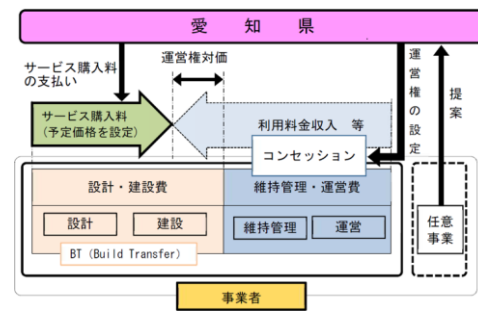 愛知県
サービス購入料
の支払い
運営権対価
運営権の設定
提案
サービス購入料
(予定価格を設定)
利用料金収入 等
コンセッション
設計・建設費
維持管理・運営費
設計
建設
維持管理
運営
任意
事業
BT (Build Transfer)
事業者